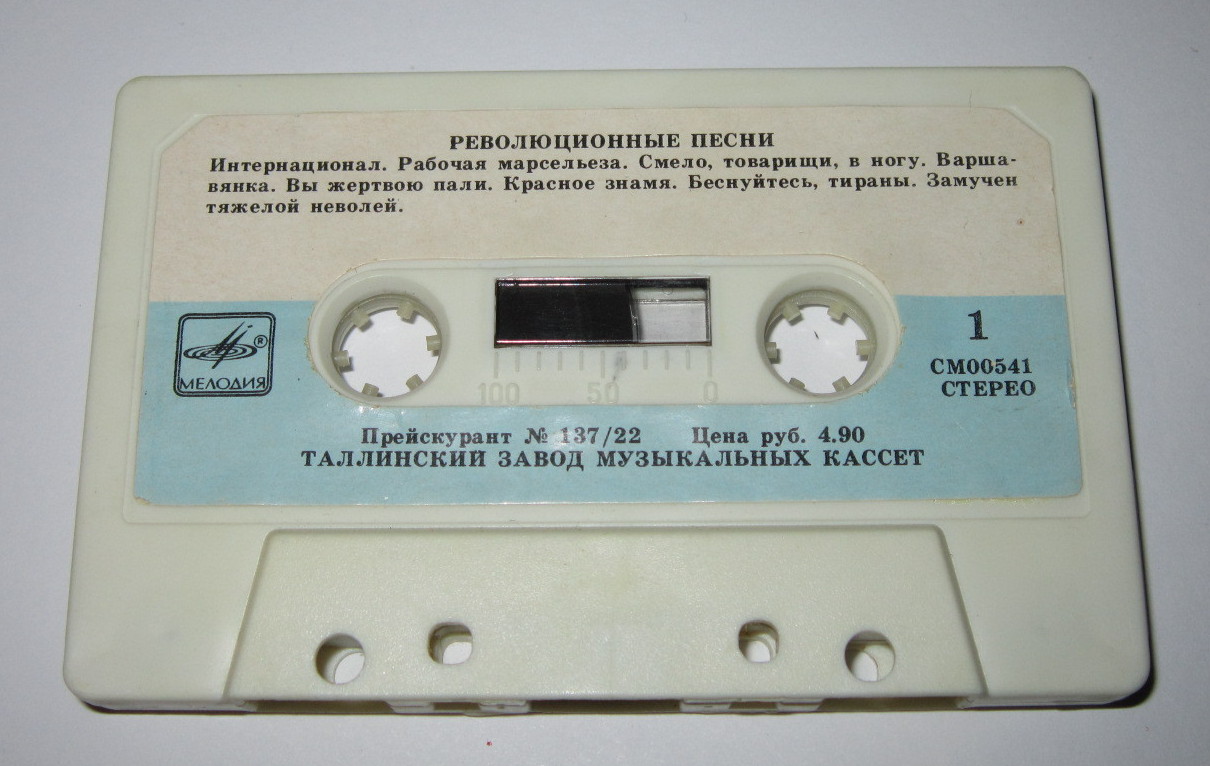 РЕВОЛЮЦИОННЫЕ ПЕСНИ
Интернационал. Рабочая марсельеза. Смело, товарищи, в ногу. Варша-
вянка. Вы жертвою пали. Красное знамя. Беснуйтесь, тираны. Замучен
тяжелой неволей.
МЕЛОДИЯ ®
1
СМ00541
СТЕРЕО
100 50 0
Прейскурант № 137/22 Цена руб. 4.90
ТАЛЛИНСКИЙ ЗАВОД МУЗЫКАЛЬНЫХ КАССЕТ